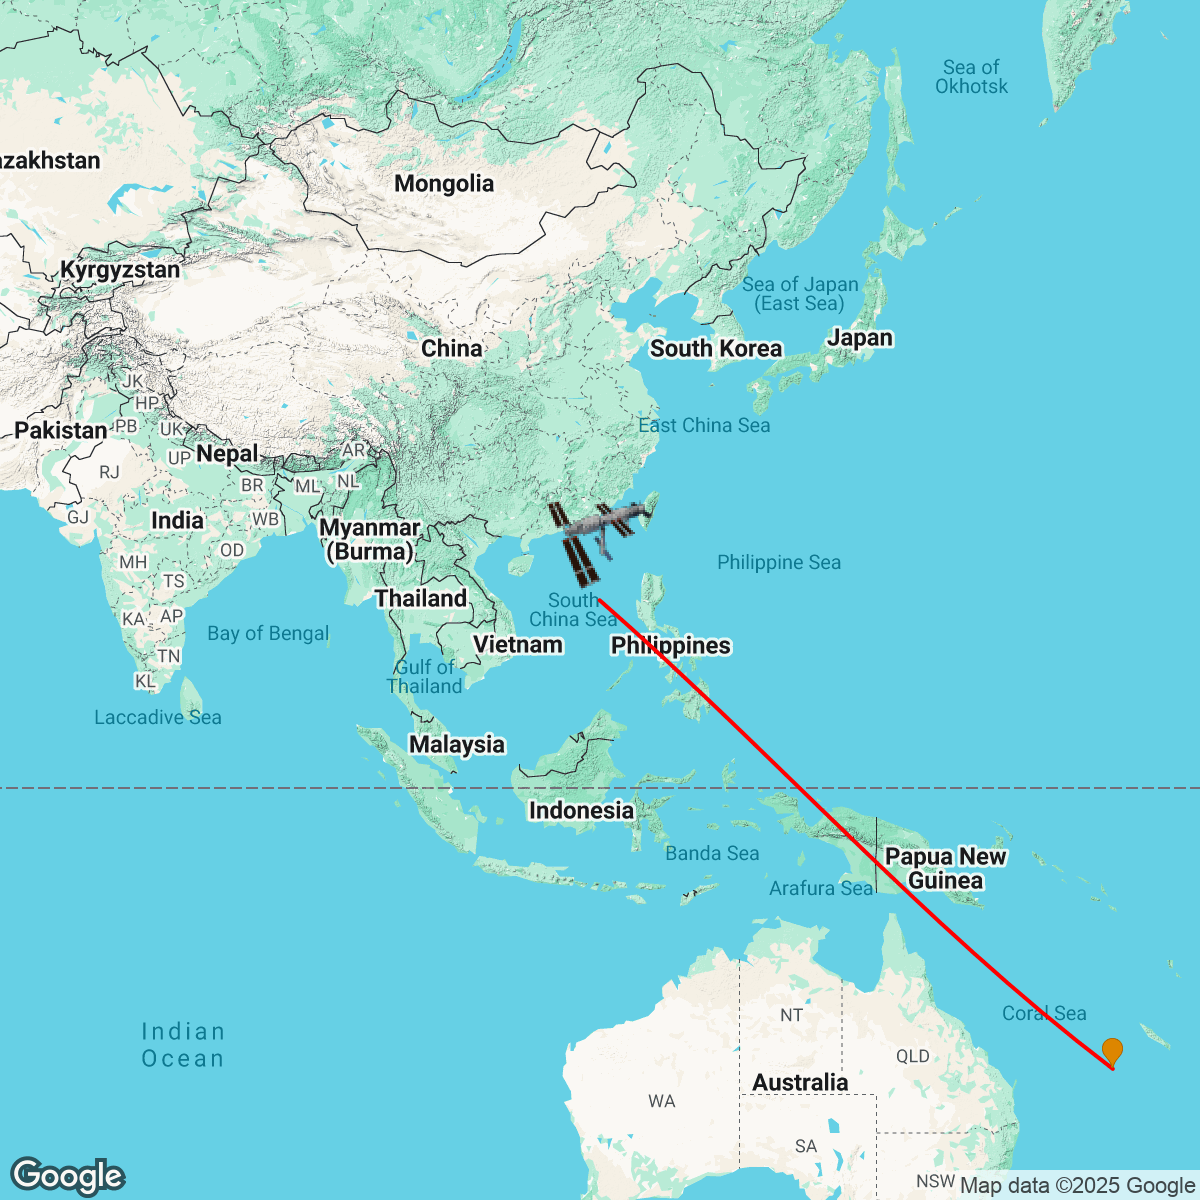 Sea of
Okhotsk
azakhstan
Mongolia
Kyrgyzstan
Sea of Japan
(East Sea)
Japan
China
South Korea
JK
HP
PB
UK
Pakistan
East China Sea
Nepal
AR
UP
RJ
BR
ML
NL
GJ
India
WB
Myanmar
(Burma)
OD
MH
Philippine Sea
TS
Thailand
South
China Sea
KA
AP
Bay of Bengal
Vietnam
Philippines
TN
KL
Gulf of
Thailand
Laccadive Sea
Malaysia
Indonesia
Banda Sea
Papua New
Guinea
Arafura Sea
Coral Sea
NT
Indian
Ocean
QLD
Australia
WA
SA
NSW
Google
Map data ©2025 Google